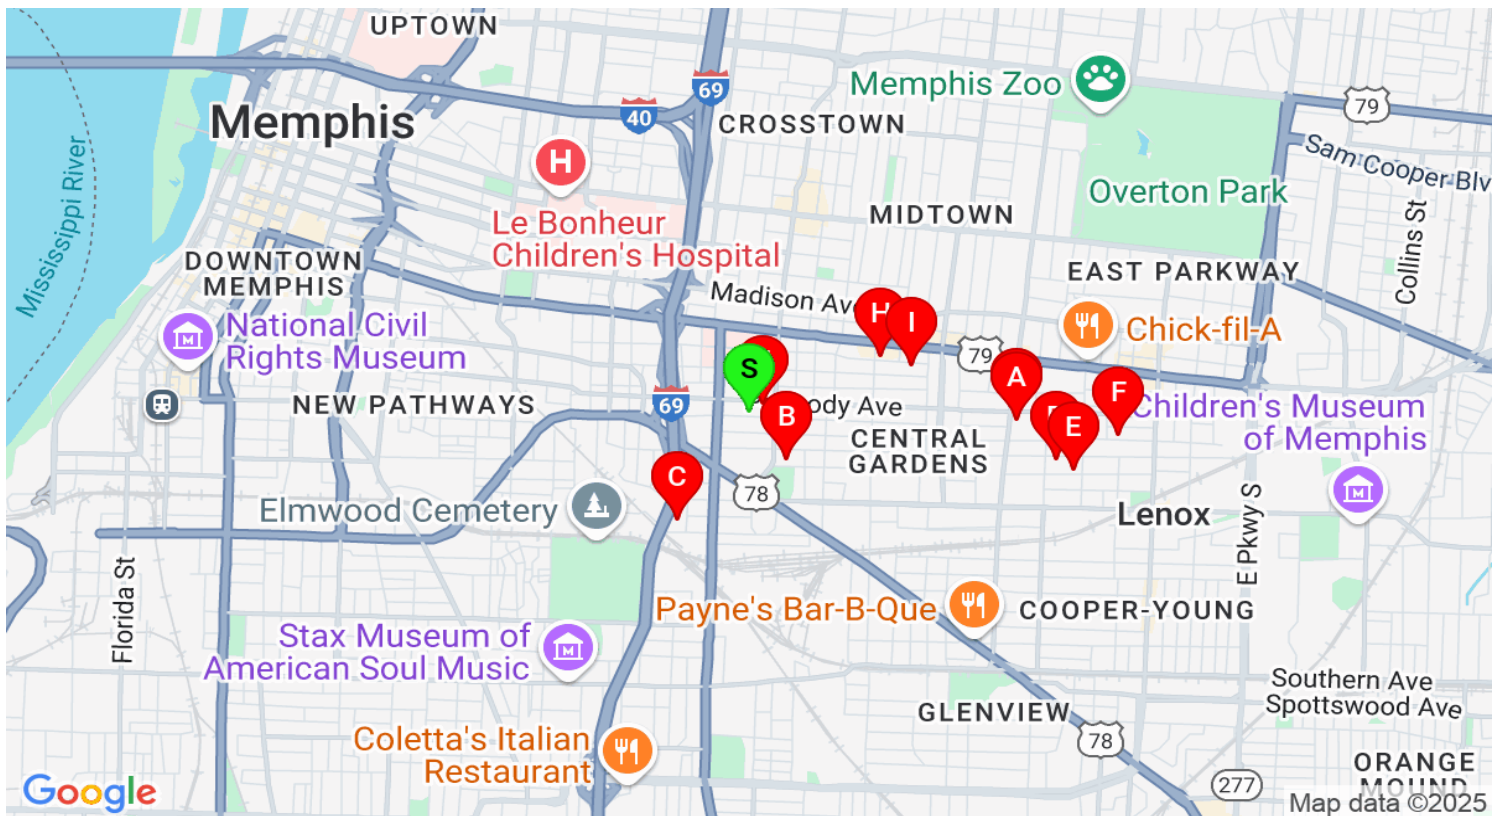 UPTOWN
Memphis Zoo
69
79
Memphis
40
CROSSTOWN
Sam Cooper Blv
H
Mississippi River
Overton Park
Collins St
Le Bonheur
Children's Hospital
MIDTOWN
DOWNTOWN
MEMPHIS
EAST PARKWAY
Madison Ave
H
I
National Civil
Rights Museum
Chick-fil-A
79
S
A
F
NEW PATHWAYS
69
ody Ave
B
E
Children's Museum
of Memphis
CENTRAL
GARDENS
C
78
Elmwood Cemetery
Lenox
E Pkwy S
Florida St
Payne's Bar-B-Que
COOPER-YOUNG
Stax Museum of
American Soul Music
Southern Ave
Spottswood Ave
GLENVIEW
Coletta's Italian
Restaurant
78
ORANGE
MOUND
277
Google
Map data ©2025